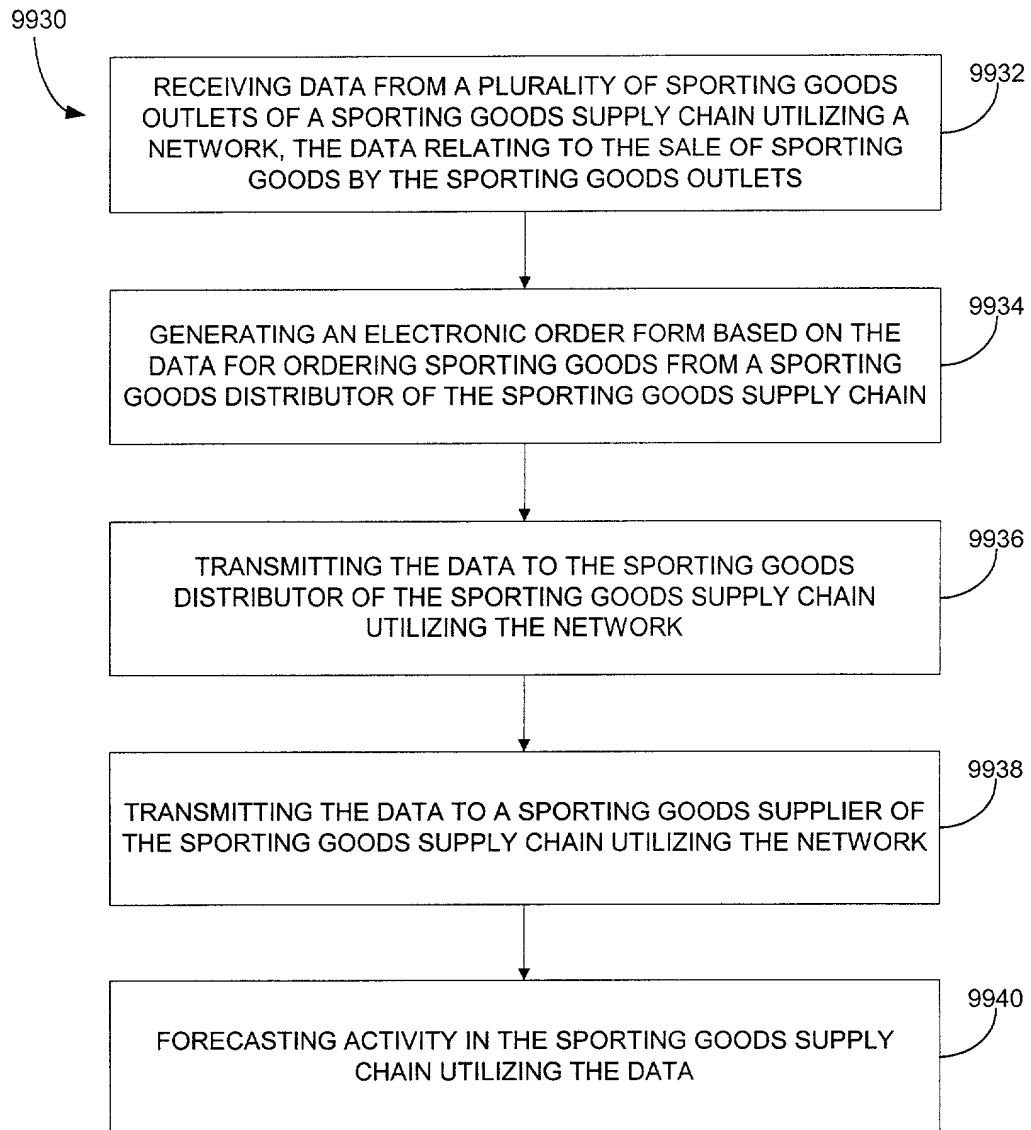 9930
9932
RECEIVING DATA FROM A PLURALITY OF SPORTING GOODS
OUTLETS OF A SPORTING GOODS SUPPLY CHAIN UTILIZING A
NETWORK, THE DATA RELATING TO THE SALE OF SPORTING
GOODS BY THE SPORTING GOODS OUTLETS
9934
GENERATING AN ELECTRONIC ORDER FORM BASED ON THE
DATA FOR ORDERING SPORTING GOODS FROM A SPORTING
GOODS DISTRIBUTOR OF THE SPORTING GOODS SUPPLY CHAIN
9936
TRANSMITTING THE DATA TO THE SPORTING GOODS
DISTRIBUTOR OF THE SPORTING GOODS SUPPLY CHAIN
UTILIZING THE NETWORK
9938
TRANSMITTING THE DATA TO A SPORTING GOODS SUPPLIER OF
THE SPORTING GOODS SUPPLY CHAIN UTILIZING THE NETWORK
9940
FORECASTING ACTIVITY IN THE SPORTING GOODS SUPPLY
CHAIN UTILIZING THE DATA